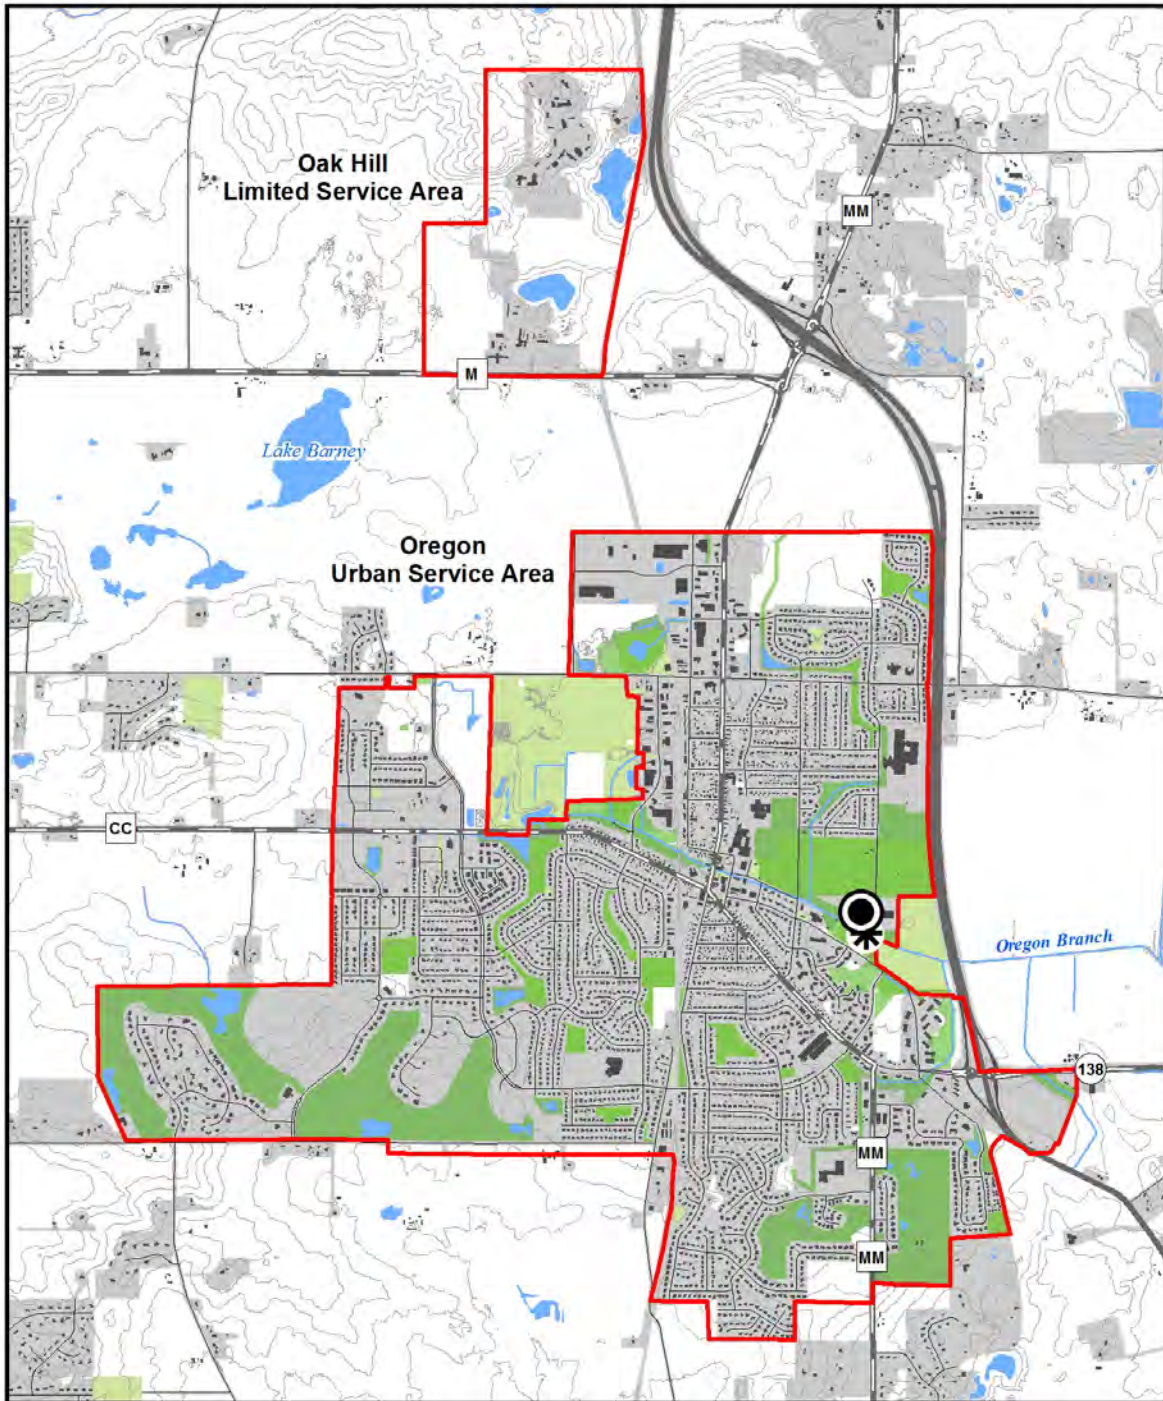 Oak Hill
Limited Service Area
MM
M
Lake Barney
Oregon
Urban Service Area
CC
Oregon Branch
138
MM
MM